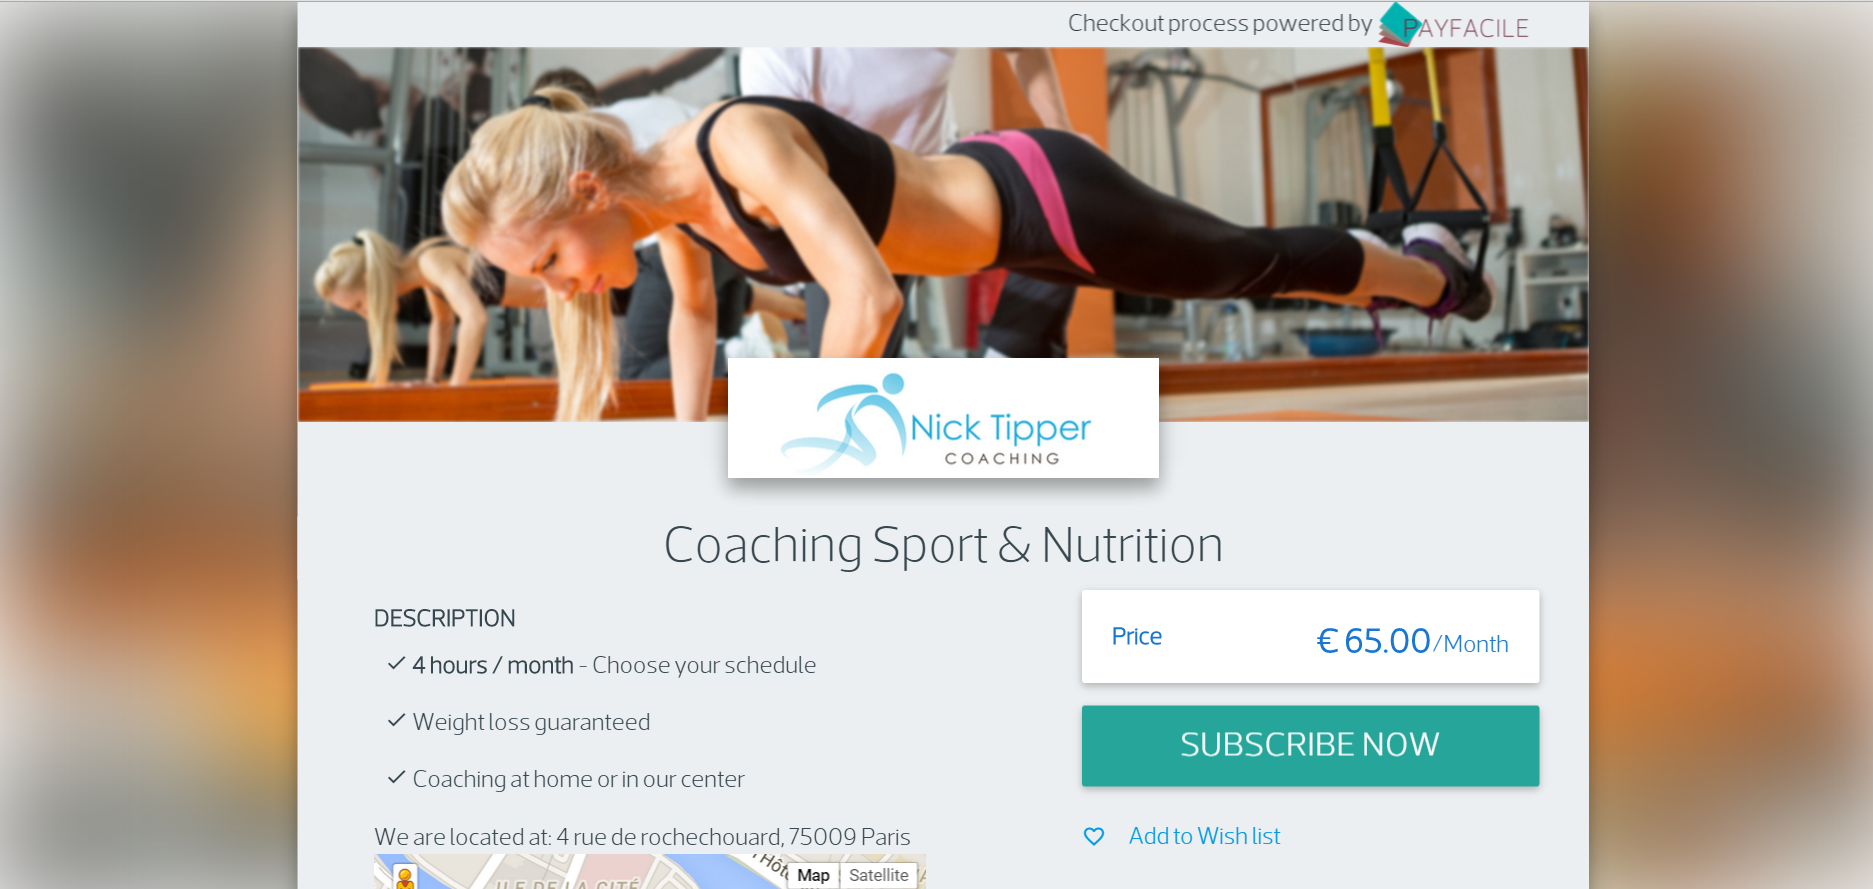 Checkout process powered by PAYFACILE
Nick Tipper
COACHING
Coaching Sport & Nutrition
DESCRIPTION
4 hours / month - Choose your schedule
Weight loss guaranteed
Coaching at home or in our center
We are located at: 4 rue de rochechouard, 75009 Paris
Price
€ 65.00/Month
SUBSCRIBE NOW
Add to Wish list
Map
Satellite
ILE DE LA CITÉ